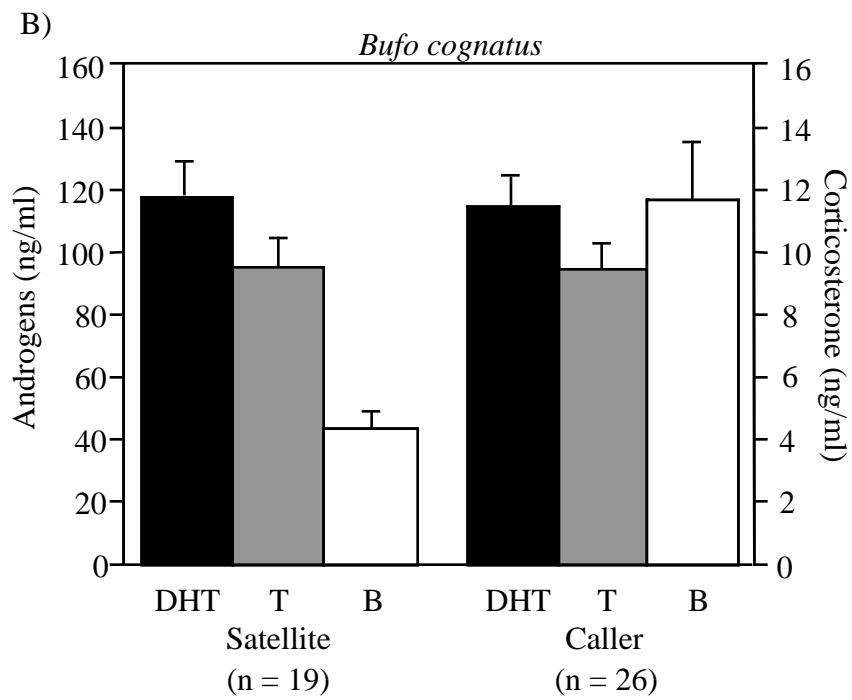 B)
Bufo cognatus
Androgens (ng/ml)
160
140
120
100
80
60
40
20
0
16
14
12
10
8
6
4
2
0
Corticosterone (ng/ml)
DHT T B DHT T B
Satellite Caller
(n = 19) (n = 26)